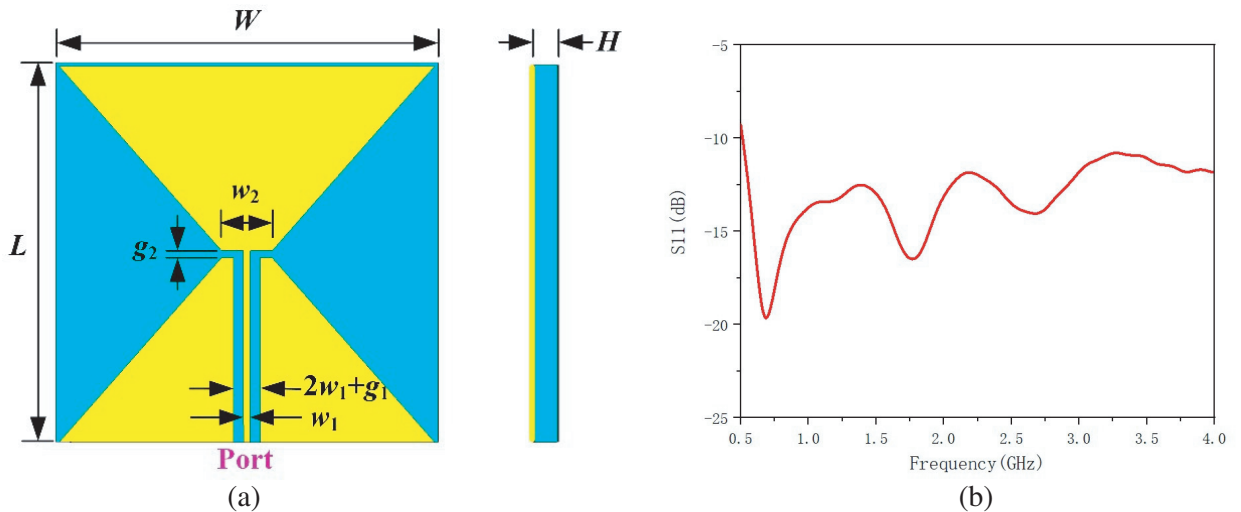 W
H
L
w₂
g₂
2w₁+g₁
w₁
Port
(a)
-5
-10
-15
-20
-25
S11(dB)
0.5 1.0 1.5 2.0 2.5 3.0 3.5 4.0
Frequency(GHz)
(b)